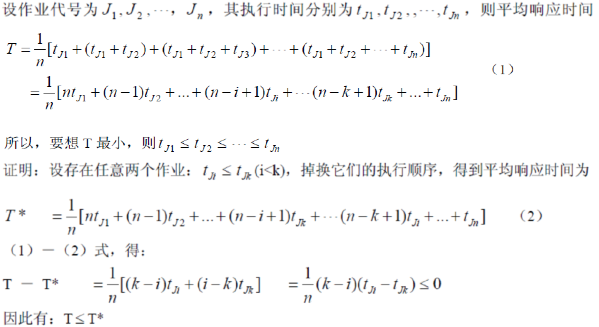 设作业代号为 J₁, J₂, ⋯, Jₙ，其执行时间分别为 t_{J1}, t_{J2},, ⋯, t_{Jn}，则平均响应时间
T = \frac{1}{n}[t_{J1} + (t_{J1} + t_{J2}) + (t_{J1} + t_{J2} + t_{J3}) + ⋯ + (t_{J1} + t_{J2} + ⋯ + t_{Jn})]
（1）
= \frac{1}{n}[nt_{J1} + (n−1)t_{J2} + ... + (n−i+1)t_{Ji} + ⋯(n−k+1)t_{Jk} + ... + t_{Jn}]
所以，要想 T 最小，则 t_{J1} ≤ t_{J2} ≤ ⋯ ≤ t_{Jn}
证明：设存在任意两个作业：t_{Ji} ≤ t_{Jk} (i<k)，掉换它们的执行顺序，得到平均响应时间为
T* = \frac{1}{n}[nt_{J1} + (n−1)t_{J2} + ... + (n−i+1)t_{Jk} + ⋯(n−k+1)t_{Ji} + ... + t_{Jn}] （2）
（1）－（2）式，得：
T － T* = \frac{1}{n}[(k−i)t_{Ji} + (i−k)t_{Jk}] = \frac{1}{n}(k−i)(t_{Ji} − t_{Jk}) ≤ 0
因此有：T≤T*